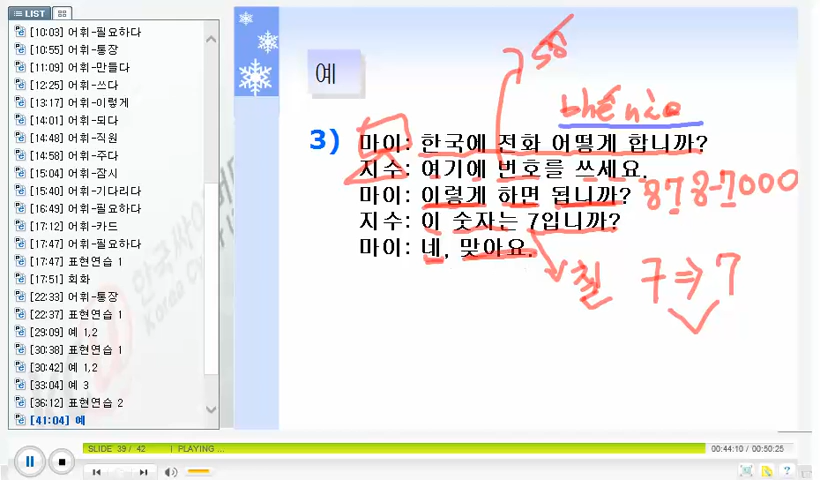 LIST
[10:03] 어휘-필요하다
[10:55] 어휘-통장
[11:09] 어휘-만들다
[12:25] 어휘-쓰다
[13:17] 어휘-이렇게
[14:01] 어휘-되다
[14:48] 어휘-직원
[14:58] 어휘-주다
[15:04] 어휘-잠시
[15:40] 어휘-기다리다
[16:49] 어휘-필요하다
[17:12] 어휘-카드
[17:47] 어휘-필요하다
[17:47] 표현연습 1
[17:51] 회화
[22:33] 어휘-통장
[22:37] 표현연습 1
[29:09] 예 1,2
[30:38] 표현연습 1
[30:42] 예 1,2
[33:04] 예 3
[36:12] 표현연습 2
[41:04] 예
예
3) 마이: 한국에 전화 어떻게 합니까?
지수: 여기에 번호를 쓰세요.
마이: 이렇게 하면 됩니까?
878-7000
지수: 이 숫자는 7입니까?
마이: 네, 맞아요.
칠 7⇒7
SLIDE 39 / 42 | PLAYING...
00:44:10 / 00:50:25